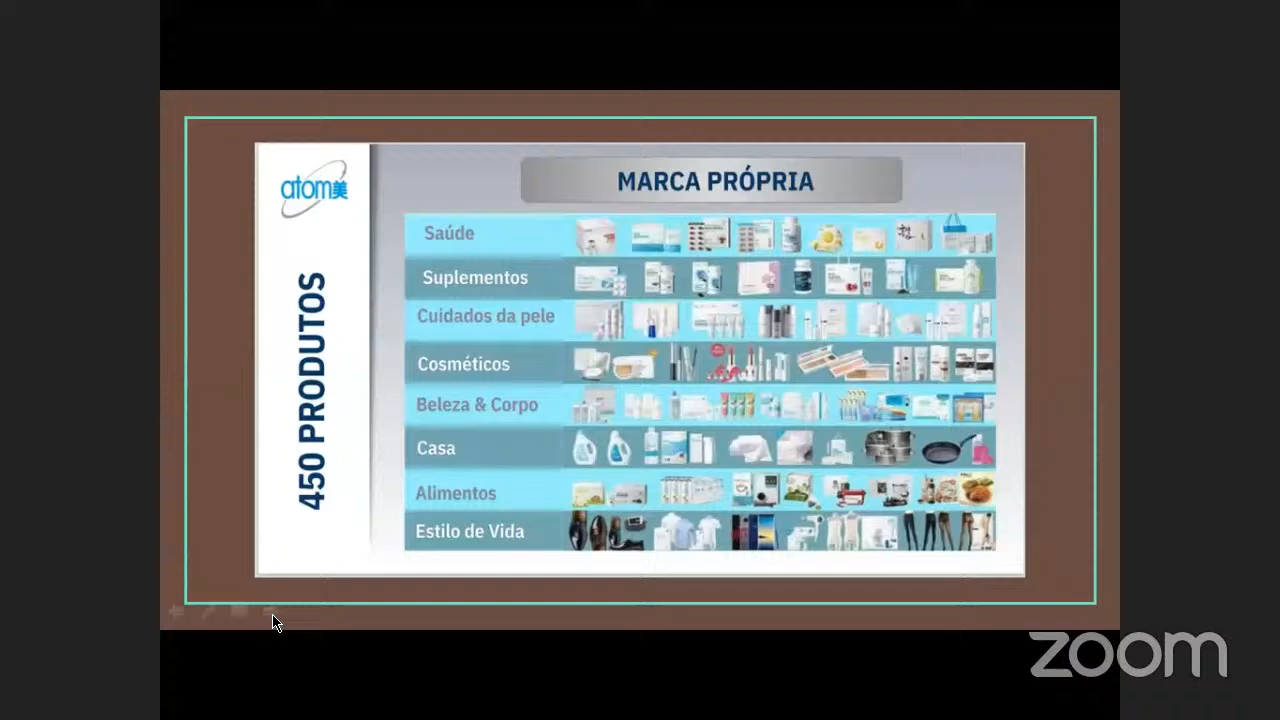 atom美
450 PRODUTOS
MARCA PRÓPRIA
Saúde
Suplementos
Cuidados da pele
Cosméticos
Beleza & Corpo
Casa
Alimentos
Estilo de Vida
zoom